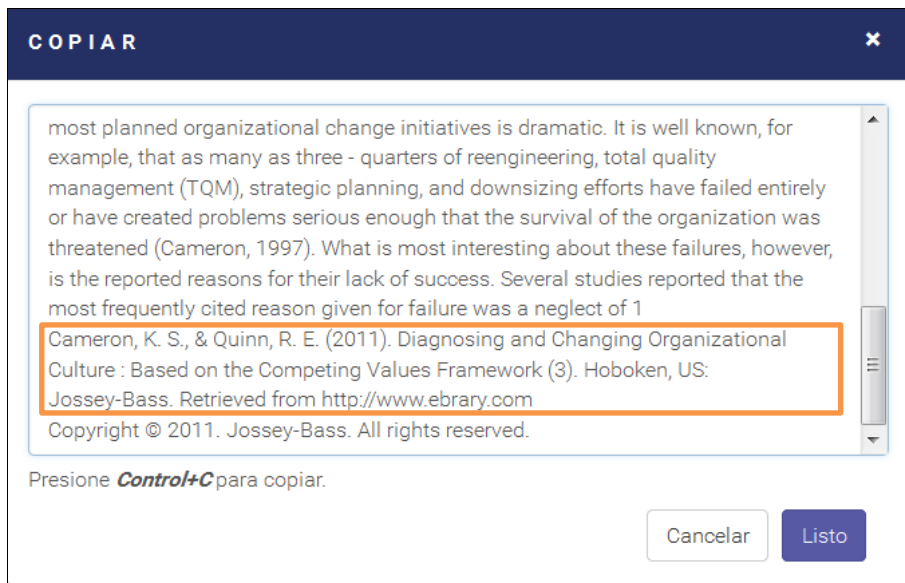 COPIAR ×
most planned organizational change initiatives is dramatic. It is well known, for
example, that as many as three - quarters of reengineering, total quality
management (TQM), strategic planning, and downsizing efforts have failed entirely
or have created problems serious enough that the survival of the organization was
threatened (Cameron, 1997). What is most interesting about these failures, however,
is the reported reasons for their lack of success. Several studies reported that the
most frequently cited reason given for failure was a neglect of 1
Cameron, K. S., & Quinn, R. E. (2011). Diagnosing and Changing Organizational
Culture : Based on the Competing Values Framework (3). Hoboken, US:
Jossey-Bass. Retrieved from http://www.ebrary.com
Copyright © 2011. Jossey-Bass. All rights reserved.
Presione Control+C para copiar.
Cancelar Listo